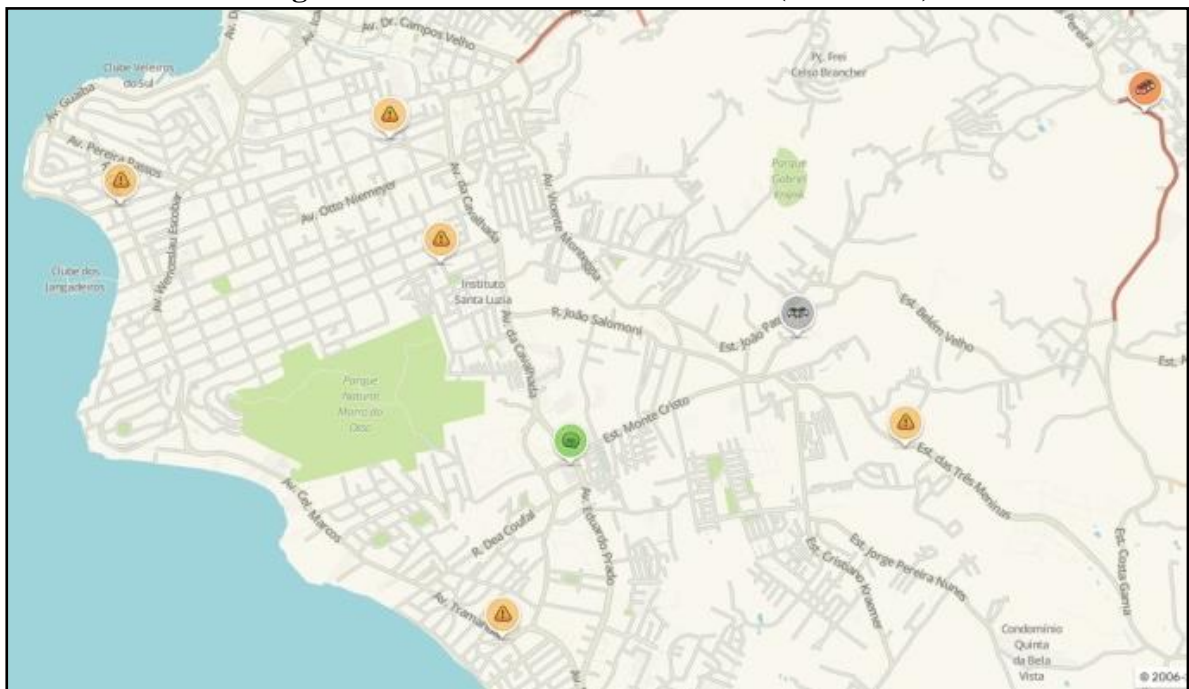 Av. Dr. Campos Velho
Clube Veleiros
do Sul
Pç. Frei
Celso Brancher
Pereira
Av. Guaíba
Av. Pereira Passos
Parque
Gabriel
Av. Otto Niemeyer
Av. da Cavalhada
Av. Vicente Monteggia
Av. Wenceslau Escobar
Clube dos
Jangadeiros
Instituto
Santa Luzia
R. João Salomoni
Est. João Pas
Est. Belém Velho
Av. da Cavalhada
Parque
Natural
Morro do
Osso
Est. Monte Cristo
Est. das Três Meninas
Av. Cel. Marcos
R. Dea Coufal
Av. Eduardo Prado
Est. Jorge Pereira Nunes
Est. Cristiano Kraemer
Est. Costa Gama
Av. Tramandaí
Condomínio
Quinta
da Bela
Vista
© 2006-